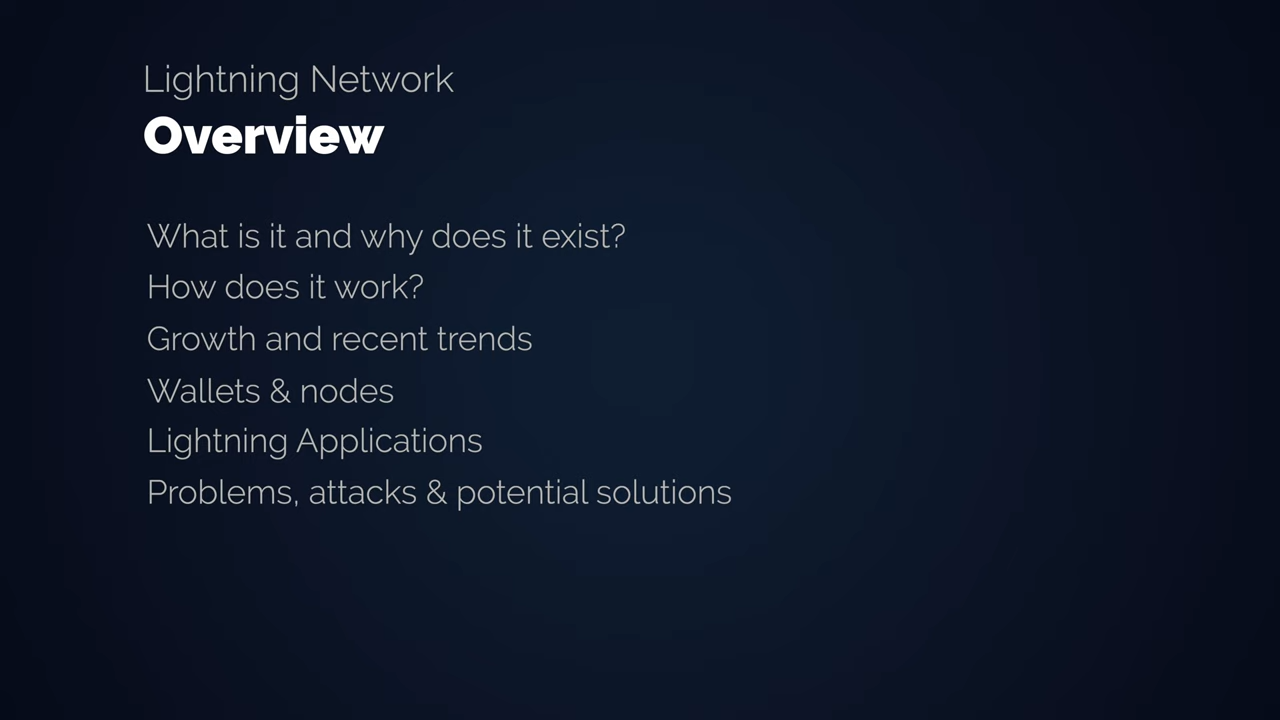 Lightning Network
Overview
What is it and why does it exist?
How does it work?
Growth and recent trends
Wallets & nodes
Lightning Applications
Problems, attacks & potential solutions